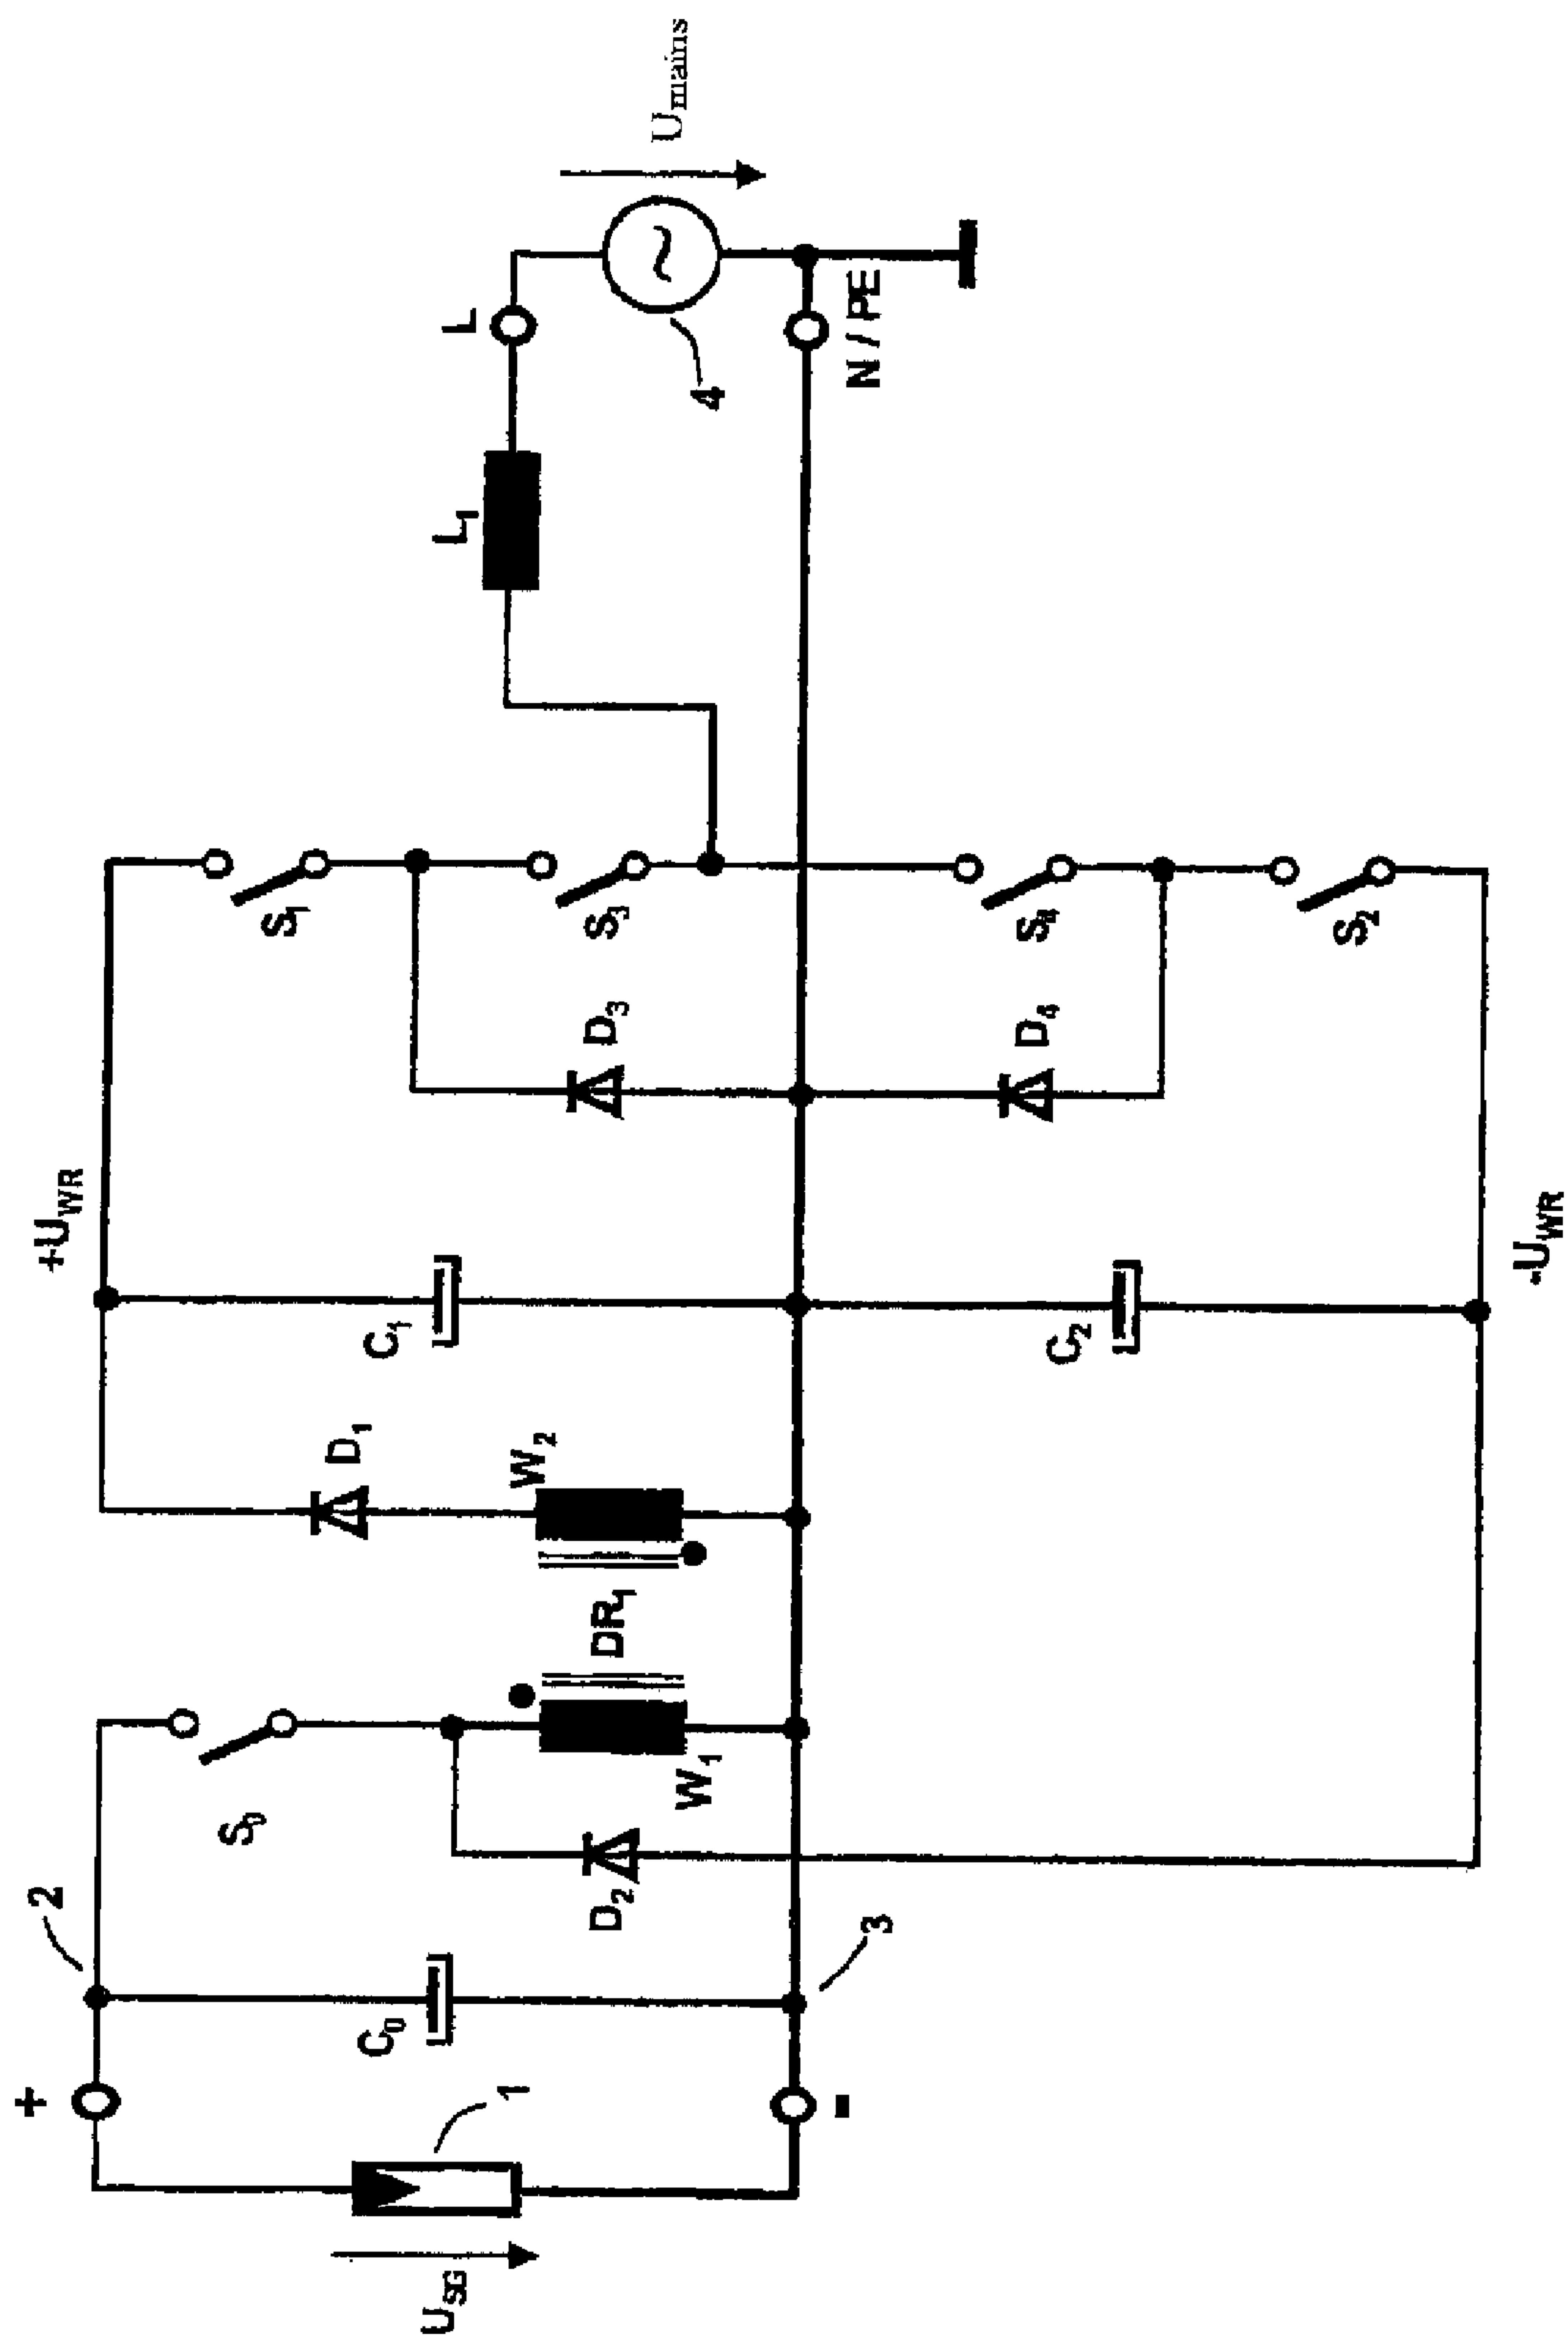 U_SG
1
+
-
2
3
C_0
S_0
D_2
W_1
DR_1
W_2
D_1
C_1
C_2
+U_WR
-U_WR
D_3
D_4
S_1
S_3
S_4
S_2
L_1
L
N / PE
4
~
U_mains